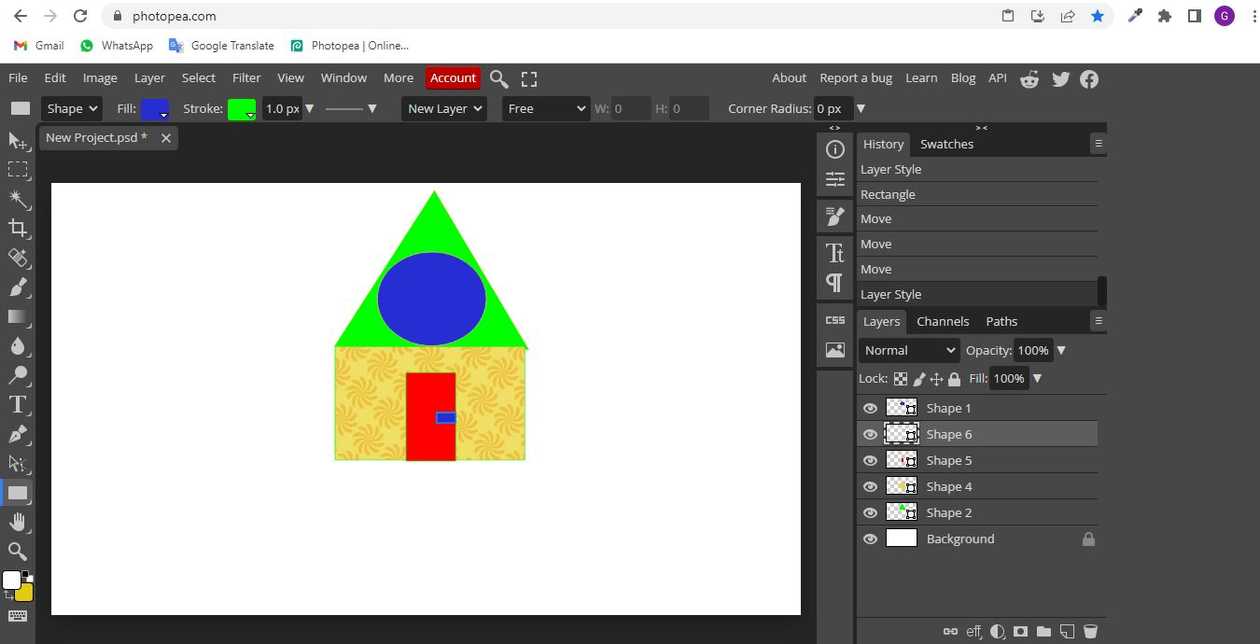 photopea.com
G
Gmail WhatsApp Google Translate Photopea | Online...
File Edit Image Layer Select Filter View Window More Account About Report a bug Learn Blog API
Shape Fill: Stroke: 1.0 px New Layer Free W: 0 H: 0 Corner Radius: 0 px
New Project.psd *
< >
> <
History Swatches
Layer Style
Rectangle
Move
Move
Move
Layer Style
CSS
Layers Channels Paths
Normal Opacity: 100%
Lock: Fill: 100%
Shape 1
Shape 6
Shape 5
Shape 4
Shape 2
Background
eff